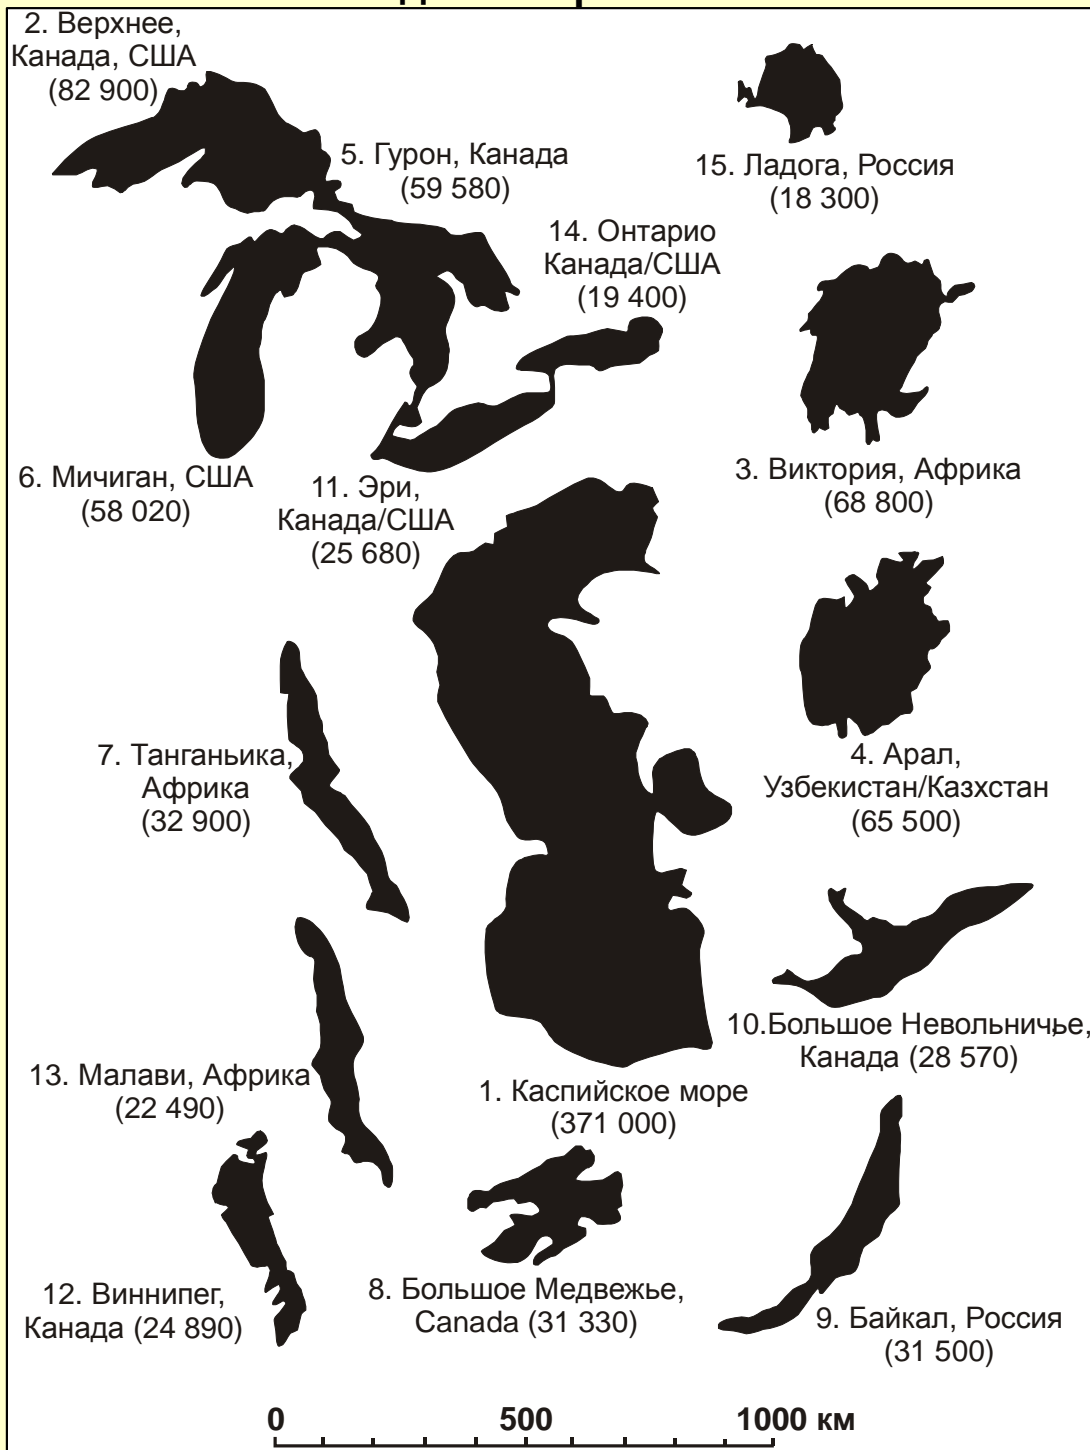 2. Верхнее,
Канада, США
(82 900)
5. Гурон, Канада
(59 580)
15. Ладога, Россия
(18 300)
14. Онтарио
Канада/США
(19 400)
6. Мичиган, США
(58 020)
11. Эри,
Канада/США
(25 680)
3. Виктория, Африка
(68 800)
7. Танганьика,
Африка
(32 900)
4. Арал,
Узбекистан/Казхстан
(65 500)
10.Большое Невольничье,
Канада (28 570)
13. Малави, Африка
(22 490)
1. Каспийское море
(371 000)
12. Виннипег,
Канада (24 890)
8. Большое Медвежье,
Canada (31 330)
9. Байкал, Россия
(31 500)
0 500 1000 км